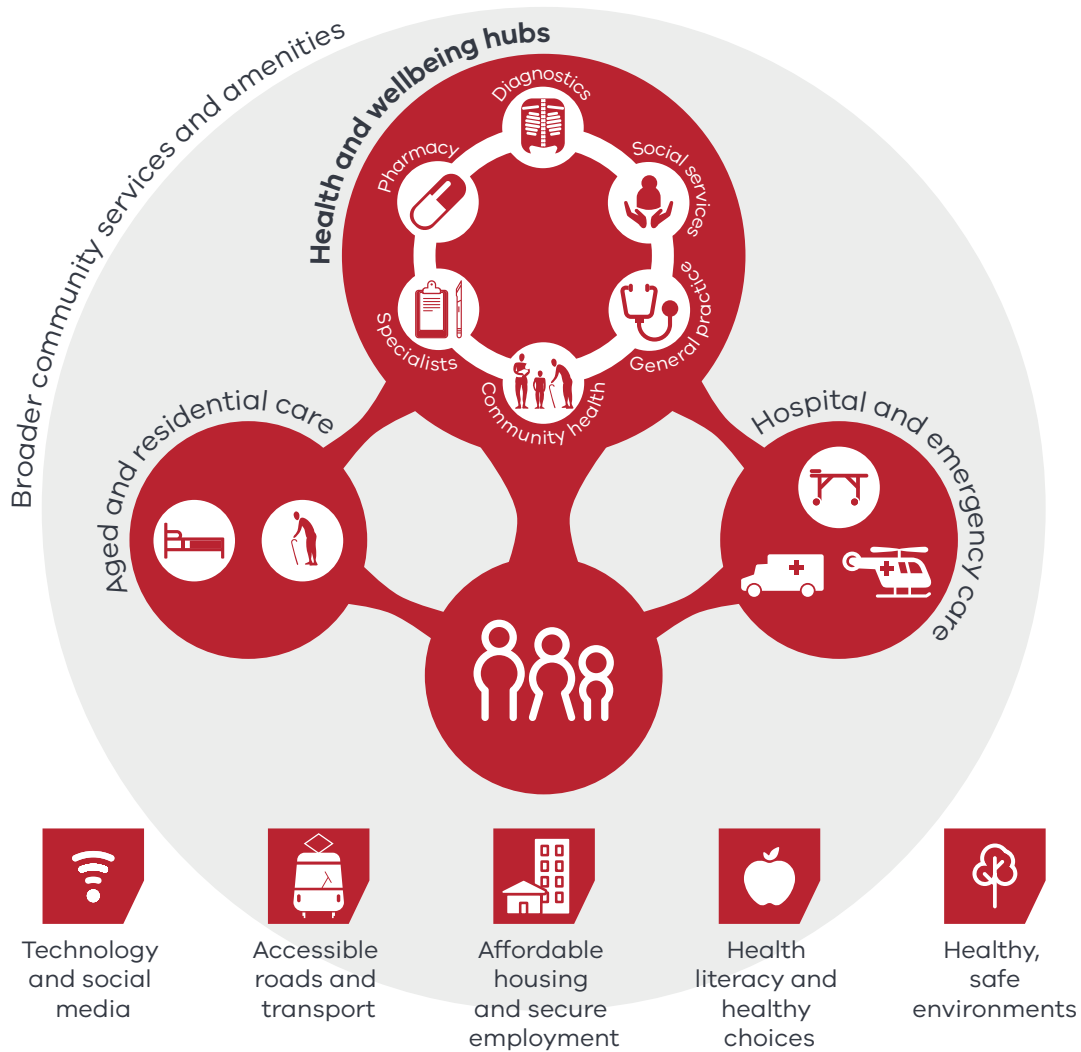 Broader community services and amenities
Health and wellbeing hubs
Diagnostics
Pharmacy
Social services
Specialists
General practice
Community health
Aged and residential care
Hospital and emergency care
Technology
and social
media
Accessible
roads and
transport
Affordable
housing
and secure
employment
Health
literacy and
healthy
choices
Healthy,
safe
environments